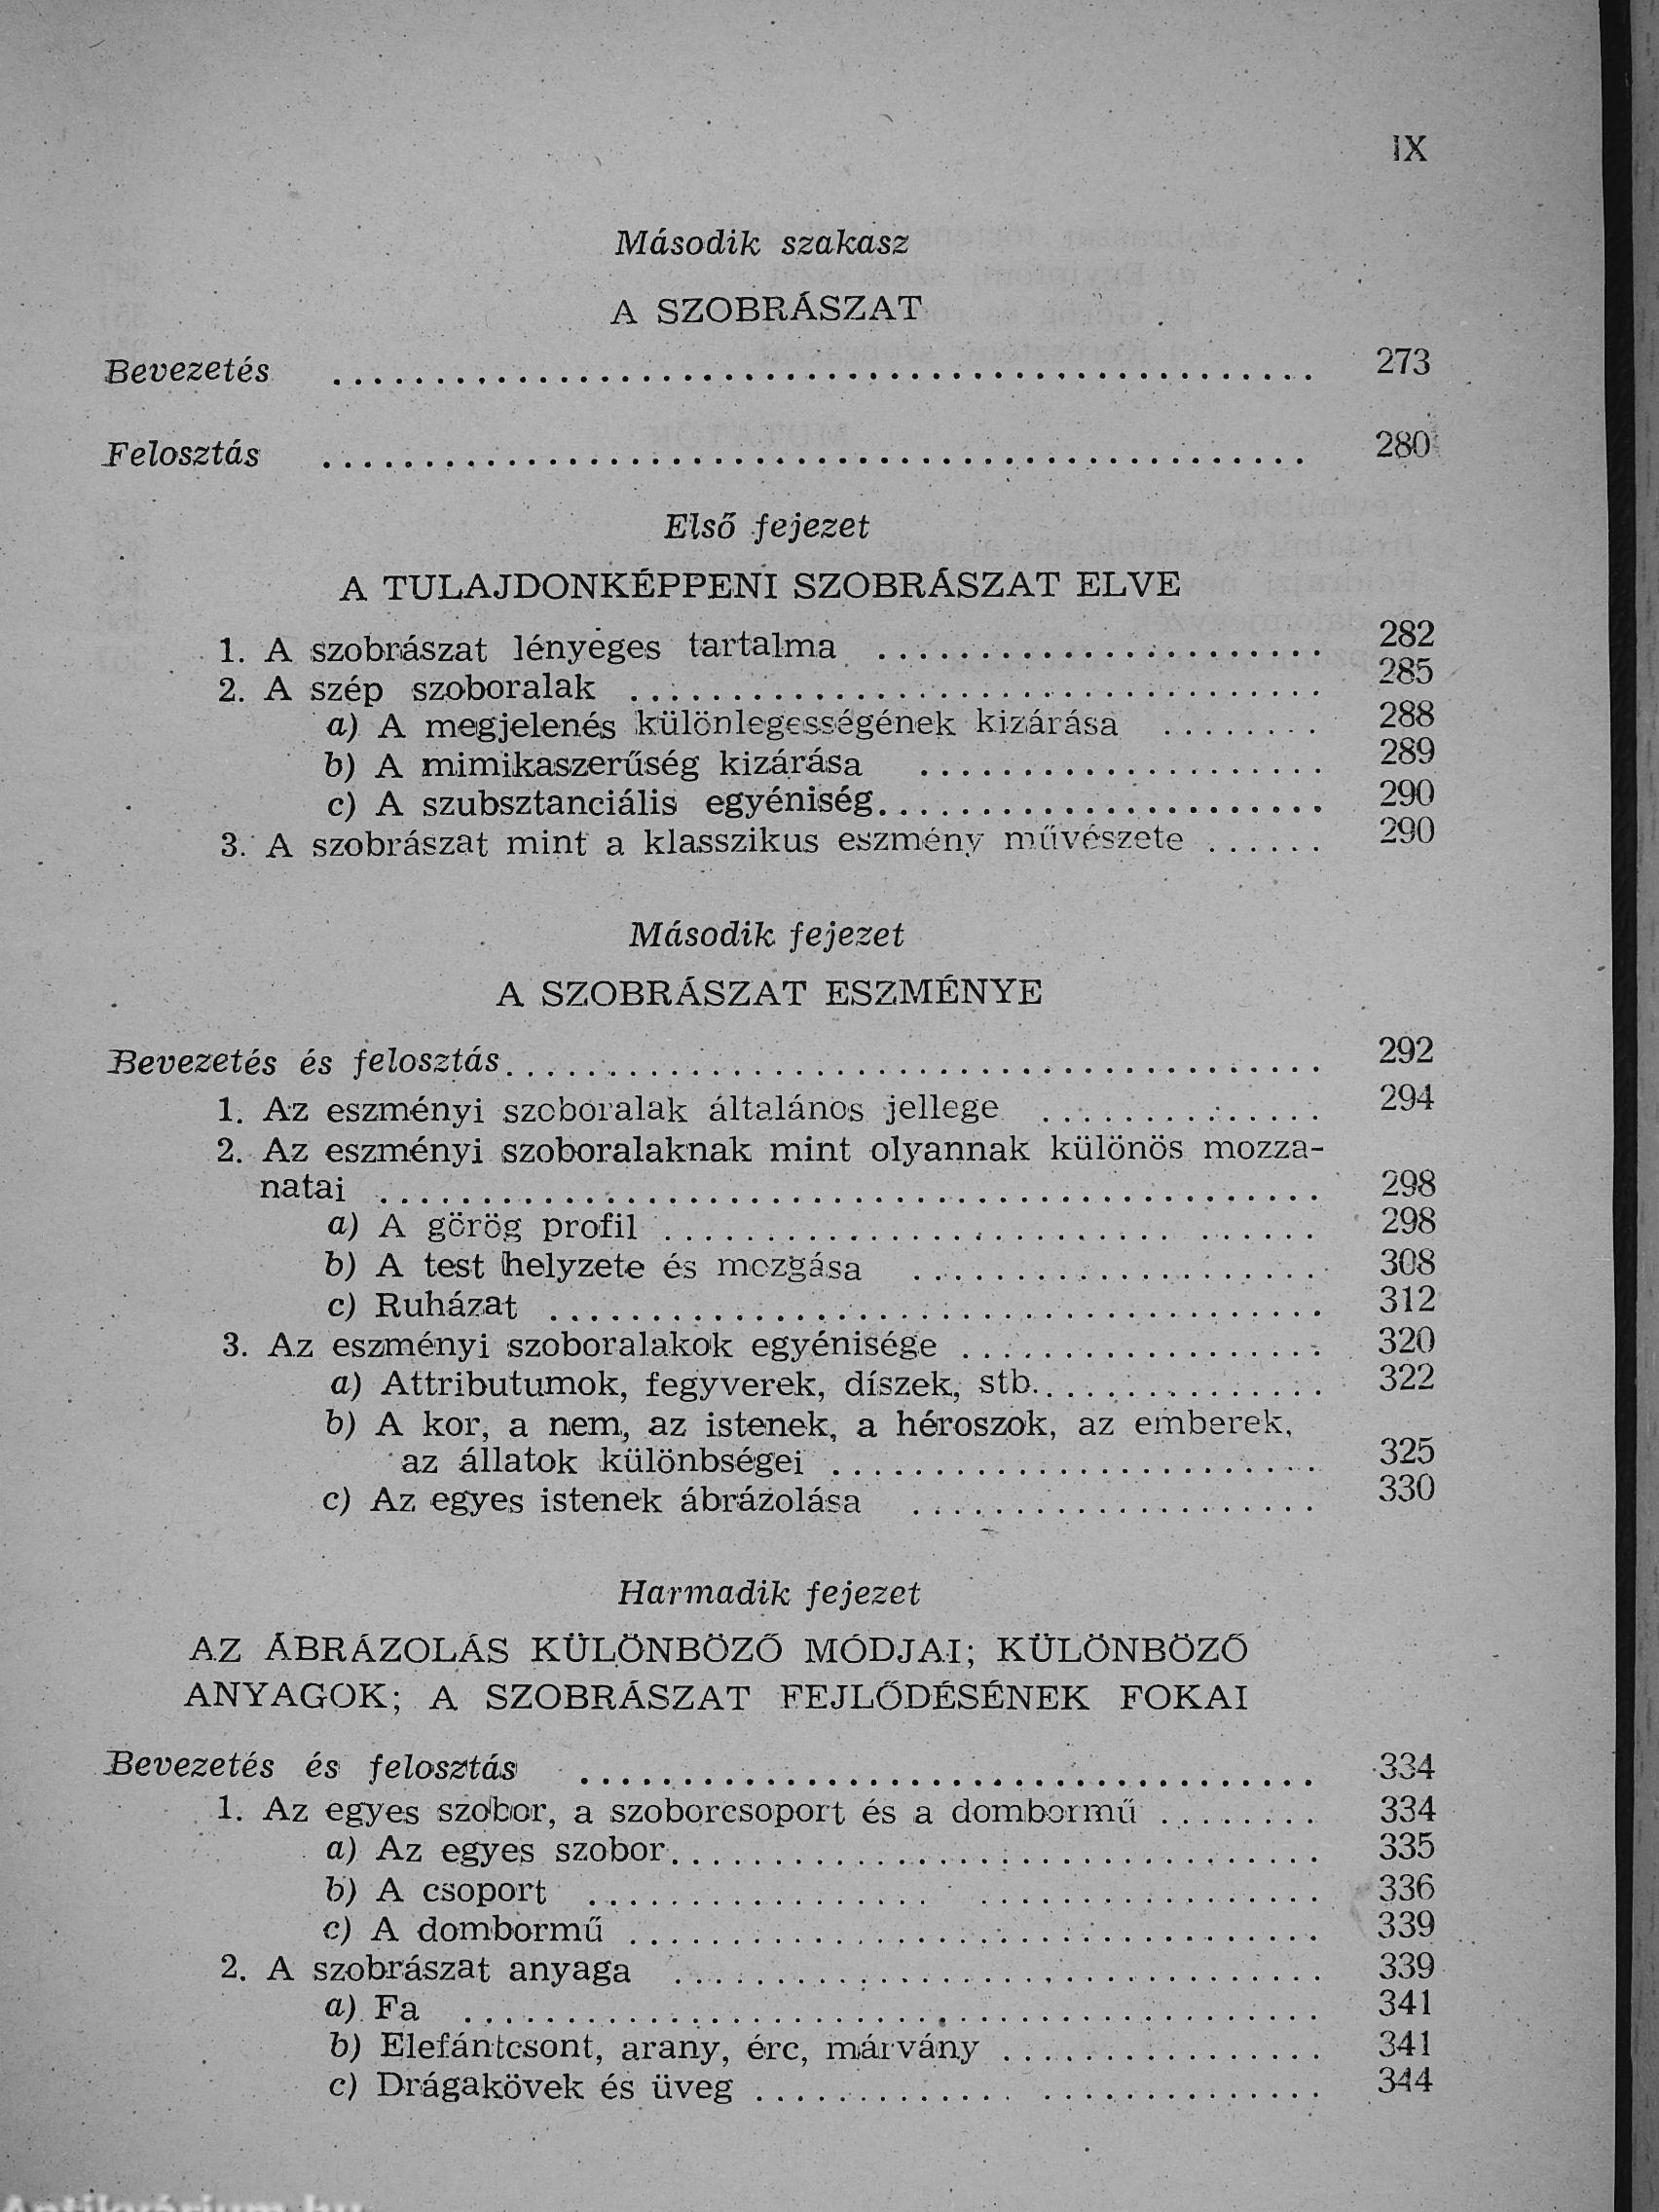 IX
Második szakasz
A SZOBRÁSZAT
Bevezetés ........ 273
Felosztás ........ 280
Első fejezet
A TULAJDONKÉPPENI SZOBRÁSZAT ELVE
1. A szobrászat lényeges tartalma ........ 282
2. A szép szoboralak ........ 285
a) A megjelenés különlegességének kizárása ........ 288
b) A mimikaszerűség kizárása ........ 289
c) A szubsztanciális egyéniség ........ 290
3. A szobrászat mint a klasszikus eszmény művészete ...... 290
Második fejezet
A SZOBRÁSZAT ESZMÉNYE
Bevezetés és felosztás ........ 292
1. Az eszményi szoboralak általános jellege ........ 294
2. Az eszményi szoboralaknak mint olyannak különös mozza-
natai ........ 298
a) A görög profil ........ 298
b) A test helyzete és mozgása ........ 308
c) Ruházat ........ 312
3. Az eszményi szoboralakok egyénisége ........ 320
a) Attributumok, fegyverek, díszek, stb. ........ 322
b) A kor, a nem, az istenek, a héroszok, az emberek,
az állatok különbségei ........ 325
c) Az egyes istenek ábrázolása ........ 330
Harmadik fejezet
AZ ÁBRÁZOLÁS KÜLÖNBÖZŐ MÓDJAI; KÜLÖNBÖZŐ
ANYAGOK; A SZOBRÁSZAT FEJLŐDÉSÉNEK FOKAI
Bevezetés és felosztás ........ 334
1. Az egyes szobor, a szoborcsoport és a dombormű ........ 334
a) Az egyes szobor ........ 335
b) A csoport ........ 336
c) A dombormű ........ 339
2. A szobrászat anyaga ........ 339
a) Fa ........ 341
b) Elefántcsont, arany, érc, márvány ........ 341
c) Drágakövek és üveg ........ 344
Antikvárium.hu